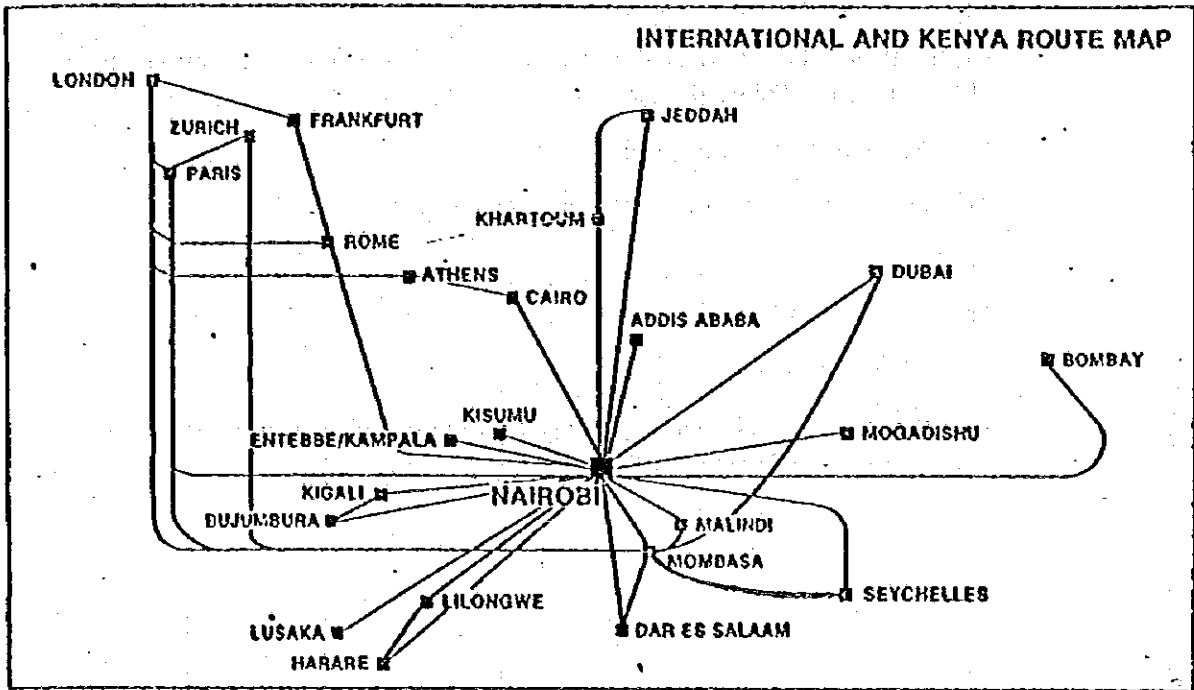 INTERNATIONAL AND KENYA ROUTE MAP
LONDON
ZURICH
FRANKFURT
JEDDAH
PARIS
KHARTOUM
ROME
ATHENS
CAIRO
DUBAI
ADDIS ABABA
BOMBAY
KISUMU
ENTEBBE/KAMPALA
MOGADISHU
KIGALI
NAIROBI
BUJUMBURA
MALINDI
MOMBASA
LILONGWE
SEYCHELLES
LUSAKA
DAR ES SALAAM
HARARE